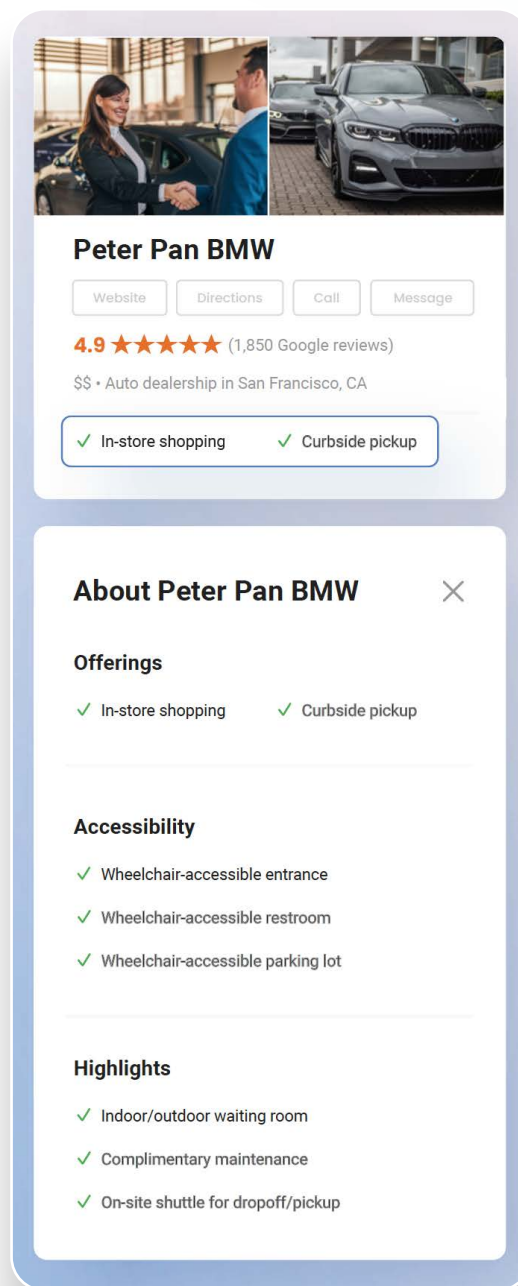 Peter Pan BMW
Website Directions Call Message
4.9 ★★★★★ (1,850 Google reviews)
$$ • Auto dealership in San Francisco, CA
✓ In-store shopping ✓ Curbside pickup
About Peter Pan BMW
Offerings
✓ In-store shopping ✓ Curbside pickup
Accessibility
✓ Wheelchair-accessible entrance
✓ Wheelchair-accessible restroom
✓ Wheelchair-accessible parking lot
Highlights
✓ Indoor/outdoor waiting room
✓ Complimentary maintenance
✓ On-site shuttle for dropoff/pickup